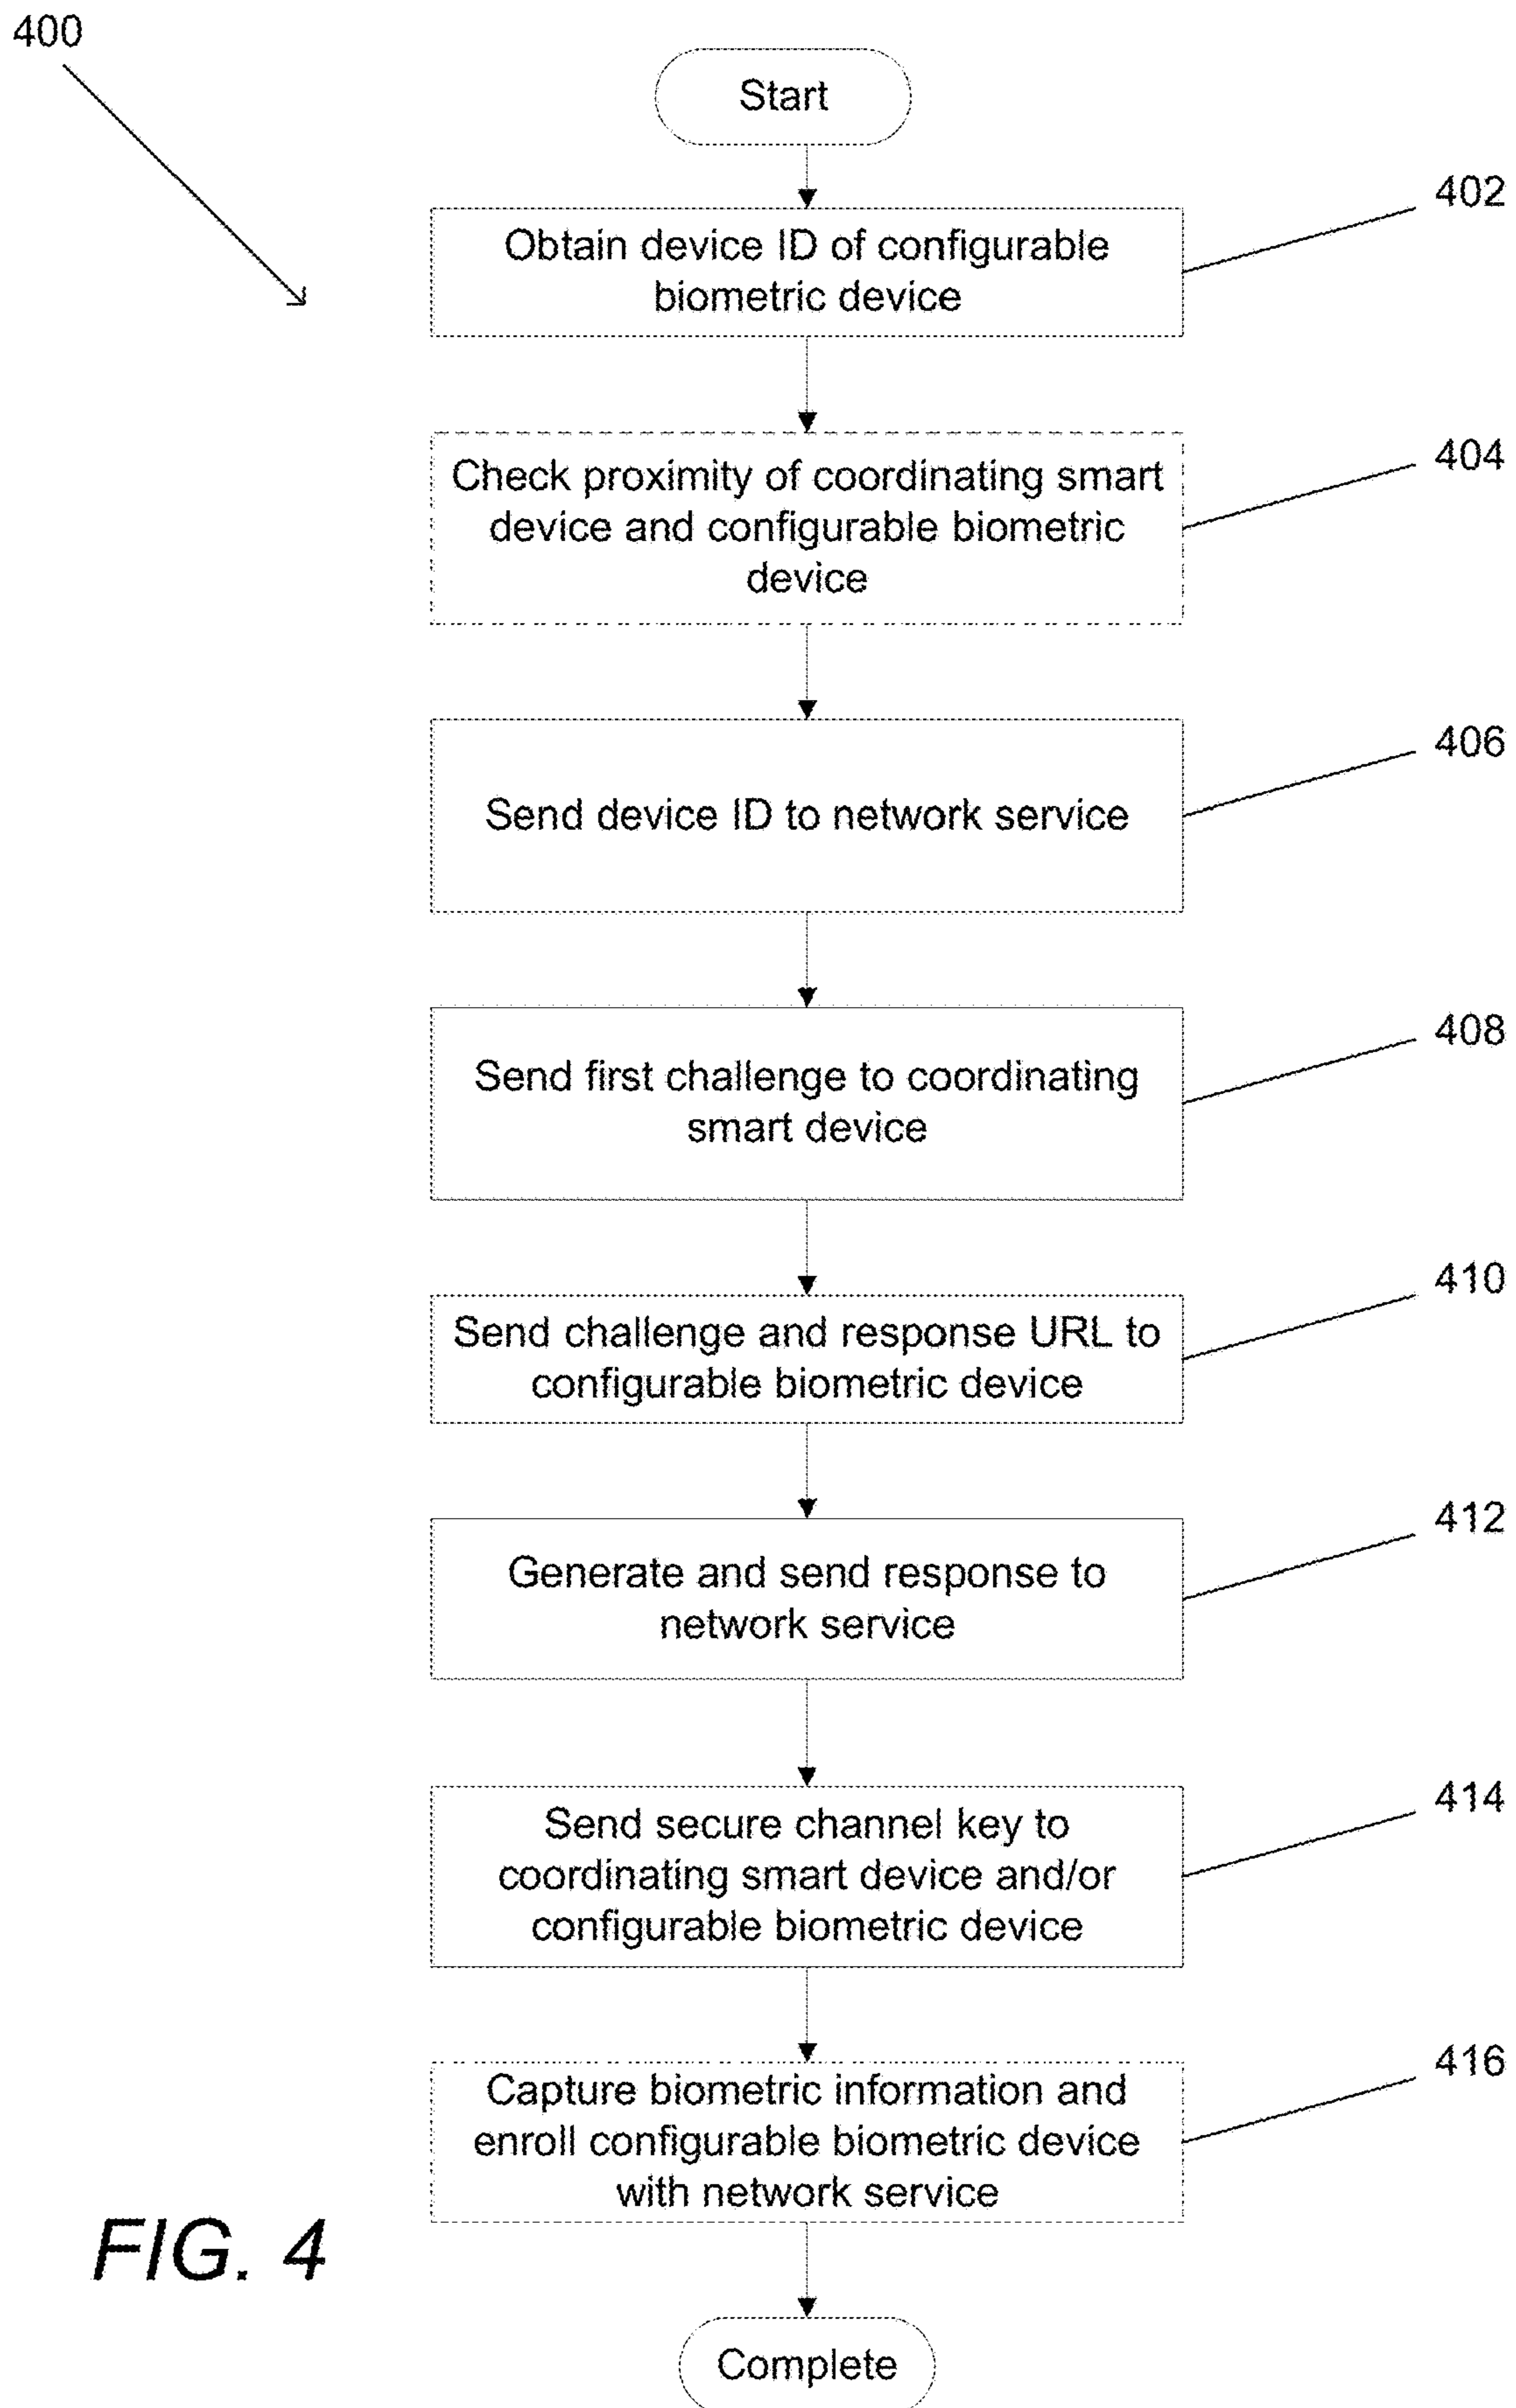 400
Start
402
Obtain device ID of configurable
biometric device
404
Check proximity of coordinating smart
device and configurable biometric
device
406
Send device ID to network service
408
Send first challenge to coordinating
smart device
410
Send challenge and response URL to
configurable biometric device
412
Generate and send response to
network service
414
Send secure channel key to
coordinating smart device and/or
configurable biometric device
416
Capture biometric information and
enroll configurable biometric device
with network service
FIG. 4
Complete